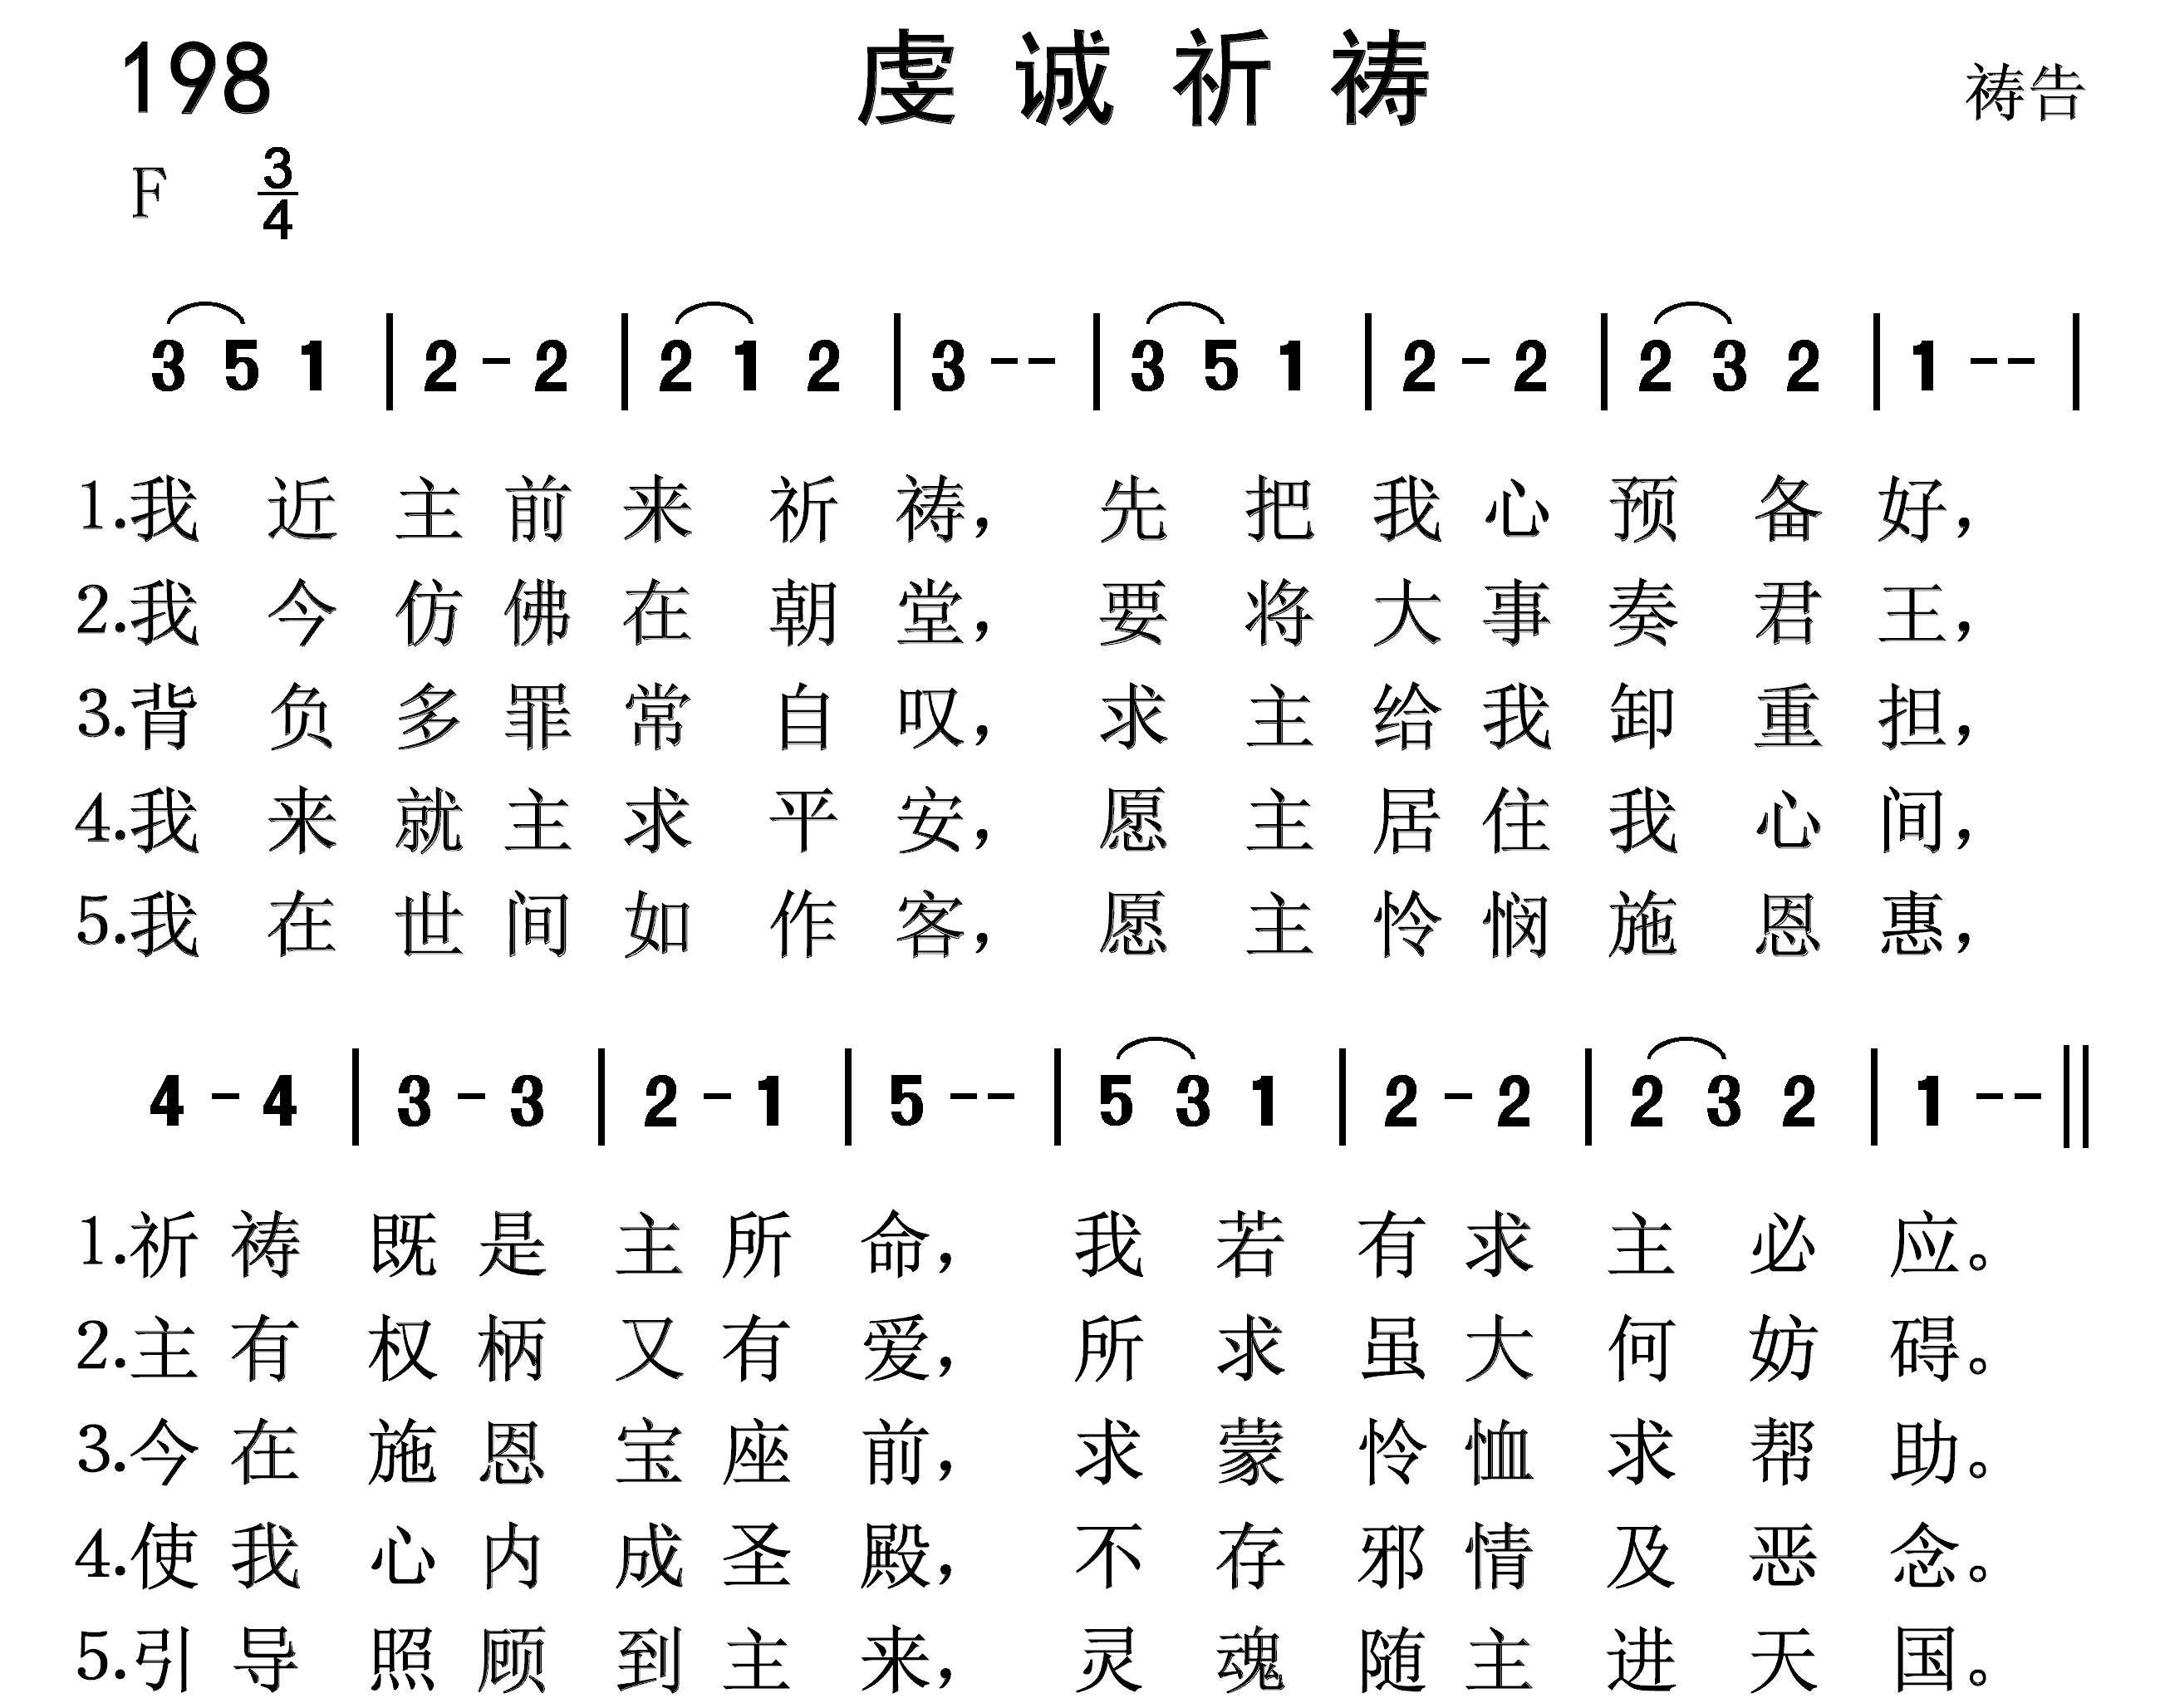 198 虔诚祈祷 祷告
F 3/4
3 5 1 | 2 - 2 | 2 1 2 | 3 - - | 3 5 1 | 2 - 2 | 2 3 2 | 1 - - |
1.我近主前来祈祷，先把我心预备好，
2.我今仿佛在朝堂，要将大事奏君王，
3.背负多罪常自叹，求主给我卸重担，
4.我来就主求平安，愿主居住我心间，
5.我在世间如作客，愿主怜悯施恩惠，
4 - 4 | 3 - 3 | 2 - 1 | 5 - - | 5 3 1 | 2 - 2 | 2 3 2 | 1 - - ||
1.祈祷既是主所命，我若有求主必应。
2.主有权柄又有爱，所求虽大何妨碍。
3.今在施恩宝座前，求蒙怜恤求帮助。
4.使我心内成圣殿，不存邪情及恶念。
5.引导照顾到主来，灵魂随主进天国。